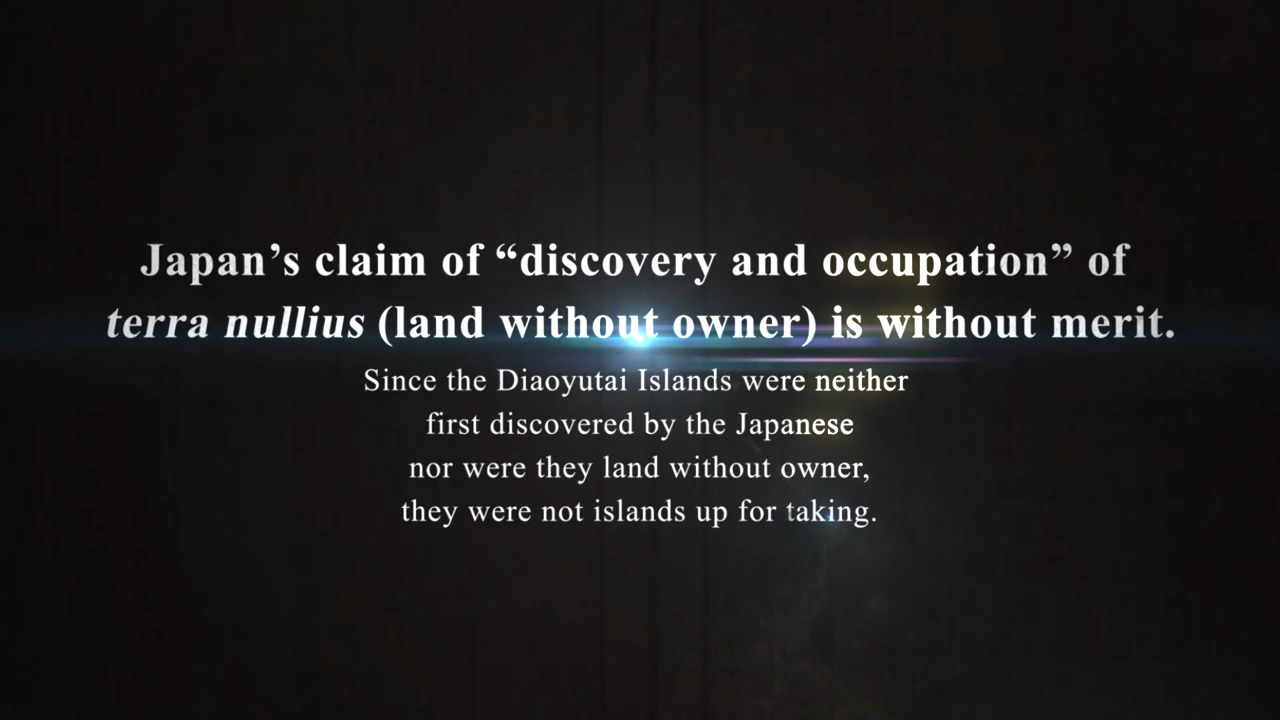 Japan’s claim of “discovery and occupation” of
terra nullius (land without owner) is without merit.
Since the Diaoyutai Islands were neither
first discovered by the Japanese
nor were they land without owner,
they were not islands up for taking.